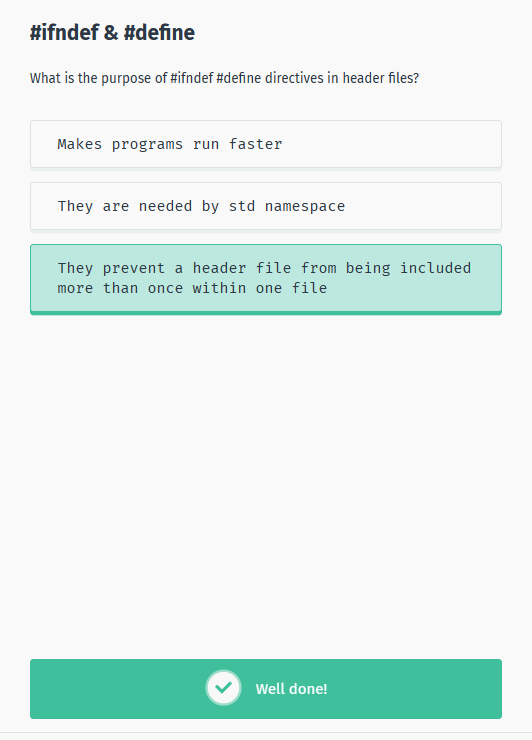 #ifndef & #define
What is the purpose of #ifndef #define directives in header files?
Makes programs run faster
They are needed by std namespace
They prevent a header file from being included
more than once within one file
Well done!